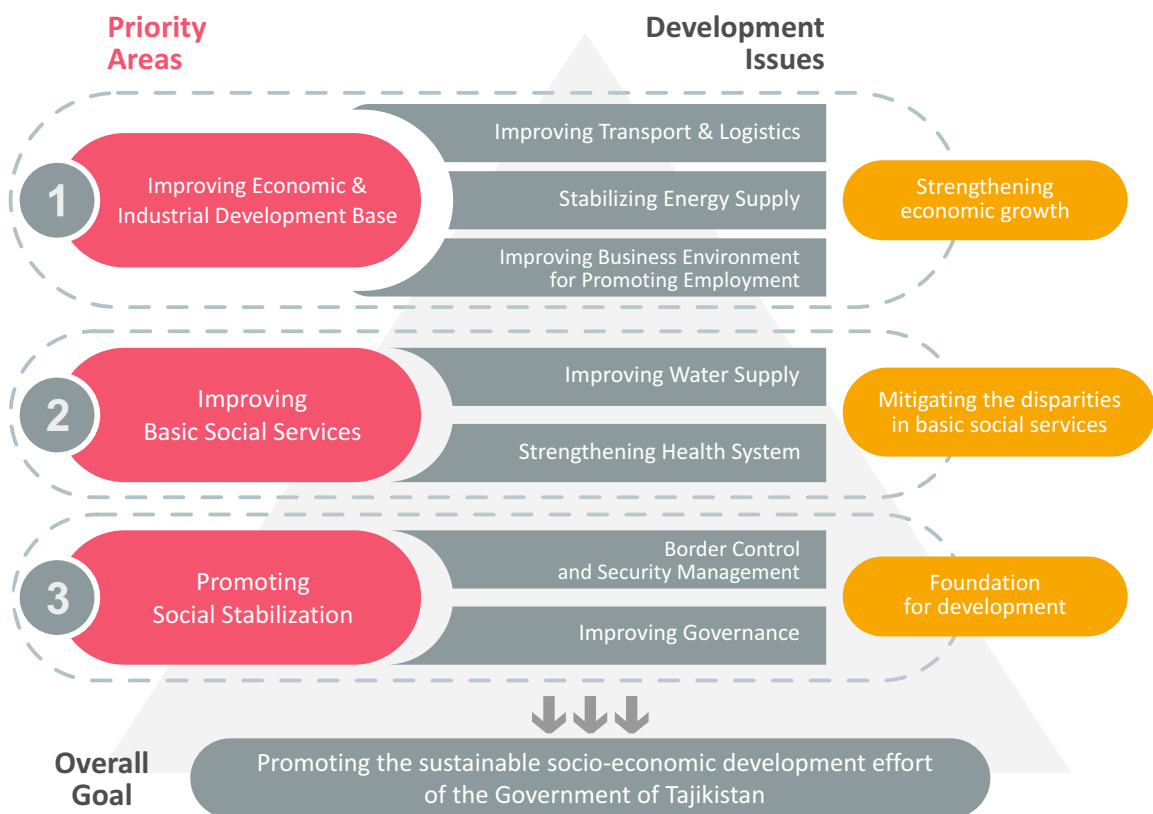 Priority
Areas
Development
Issues
1
Improving Economic &
Industrial Development Base
Improving Transport & Logistics
Stabilizing Energy Supply
Improving Business Environment
for Promoting Employment
Strengthening
economic growth
2
Improving
Basic Social Services
Improving Water Supply
Strengthening Health System
Mitigating the disparities
in basic social services
3
Promoting
Social Stabilization
Border Control
and Security Management
Improving Governance
Foundation
for development
Overall
Goal
Promoting the sustainable socio-economic development effort
of the Government of Tajikistan